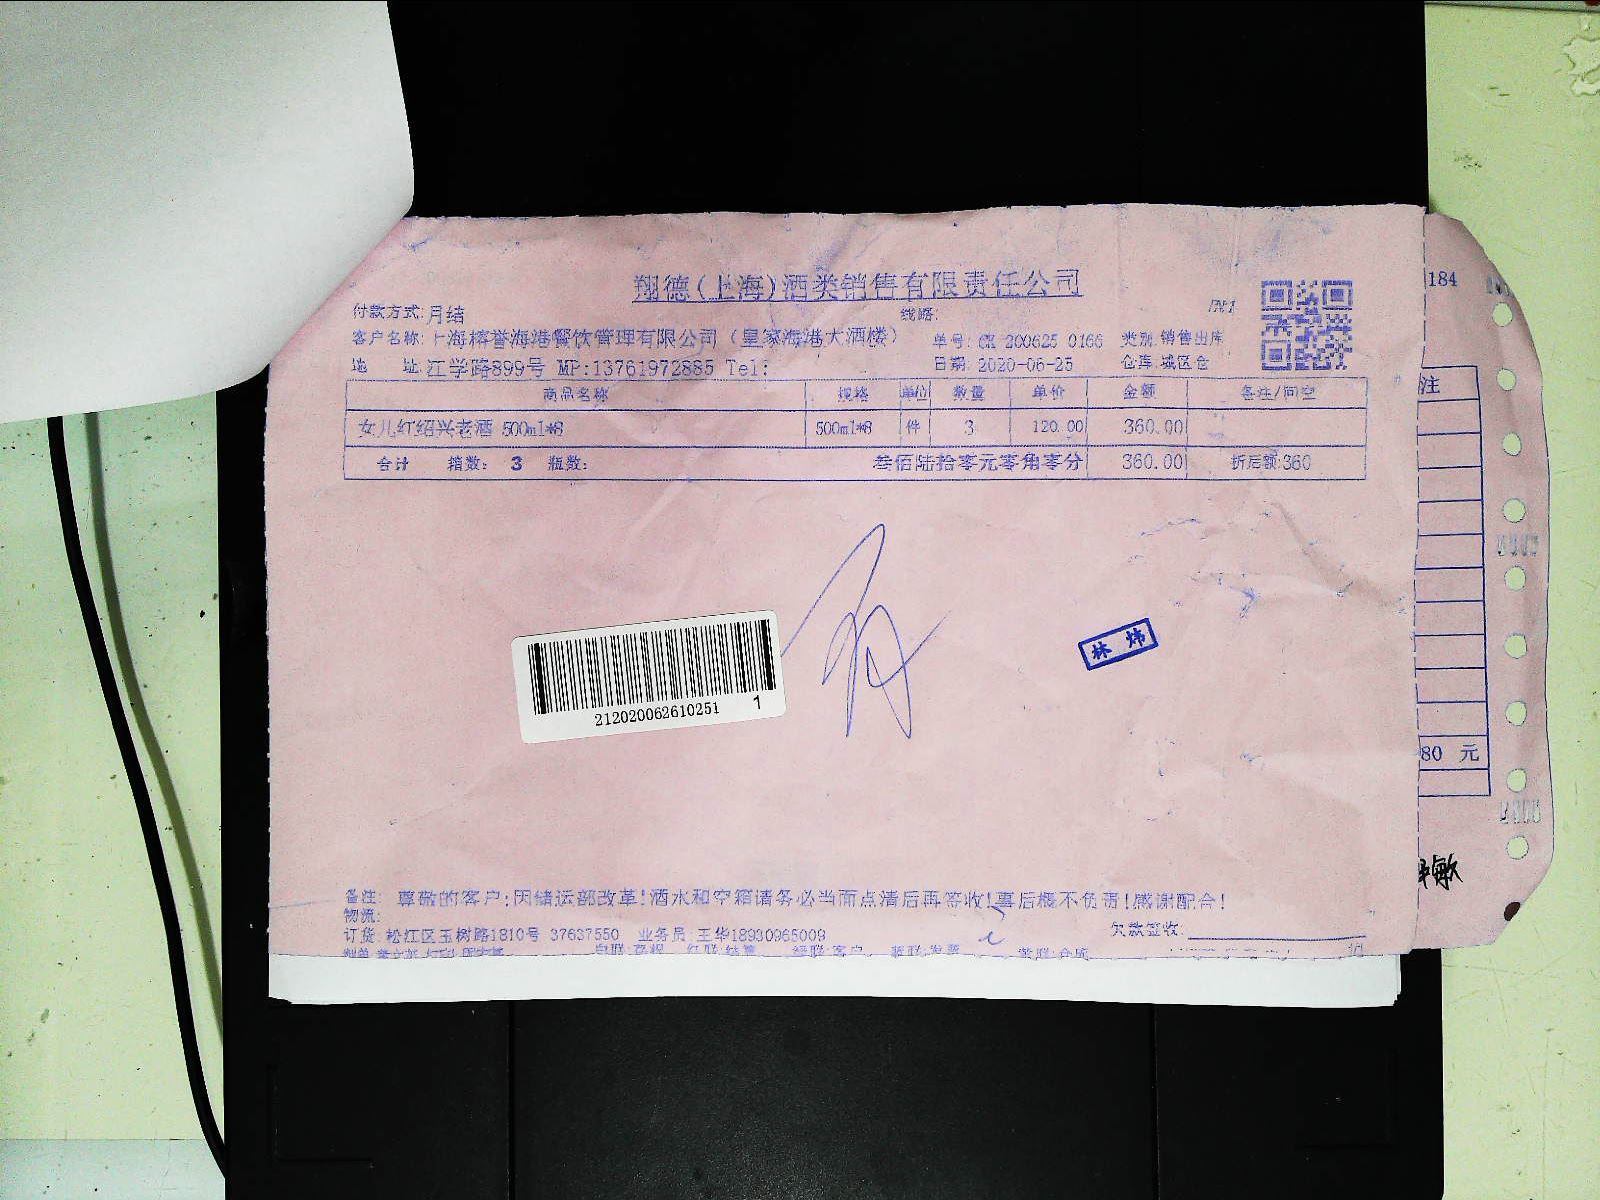 翔德(上海)酒类销售有限责任公司
付款方式:月结 线路: 1/1
客户名称:上海榕誉海港餐饮管理有限公司(皇家海港大酒楼) 单号: CK-200625-0166 类别:销售出库
地 址:江学路899号 MP:13761972885 Tel: 日期: 2020-06-25 仓库:城区仓
商品名称 规格 单位 数量 单价 金额 备注/回空
女儿红绍兴老酒 500ml*8 500ml*8 件 3 120.00 360.00
合计 箱数: 3 瓶数: 叁佰陆拾零元零角零分 360.00 折后额:360
林炜
212020062610251 1
备注: 尊敬的客户:因储运部改革!酒水和空箱请务必当面点清后再签收!事后概不负责!感谢配合!
物流:
订货:松江区玉树路1810号 37637550 业务员:王华18930965009 欠款签收:
184
注
80 元
敏